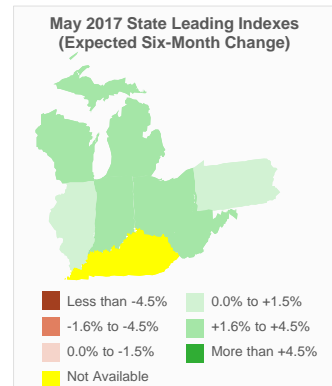 May 2017 State Leading Indexes
(Expected Six-Month Change)
Less than -4.5%
0.0% to +1.5%
-1.6% to -4.5%
+1.6% to +4.5%
0.0% to -1.5%
More than +4.5%
Not Available